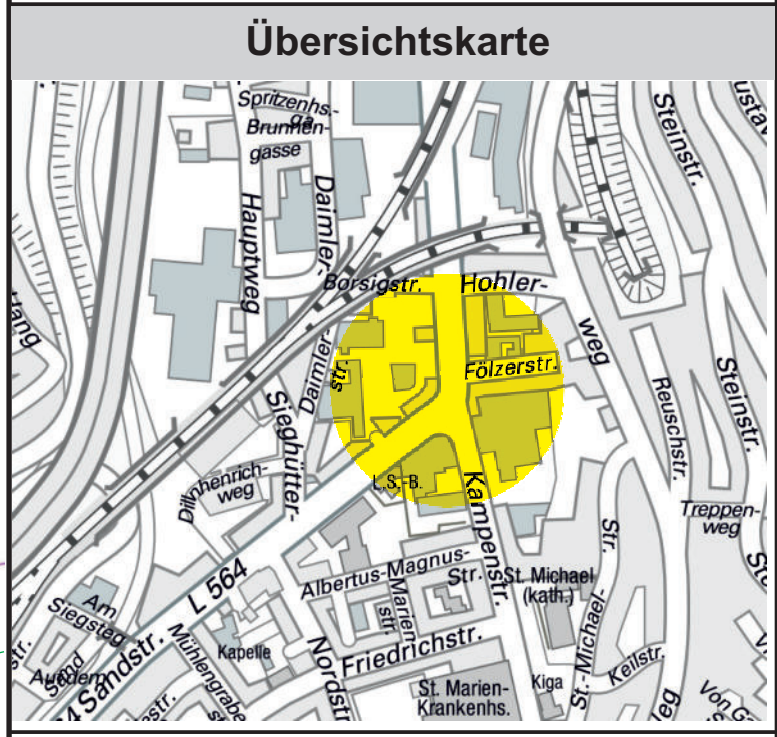 Übersichtskarte
Spritzenhs.-
ga.
Brunnen-
gasse
Steinstr.
Hauptweg
Daimler-
Borsigstr.
Hohler-
weg
Daimler-
str.
Fölzerstr.
Steinstr.
Reuschstr.
Sieghütter-
Dillnhenrich-
weg
L.S.-B.
Kampenstr.
Treppen-
weg
L 564
Albertus-Magnus-
Str.
Marien-
str.
St. Michael
(kath.)
St.-Michael-
Str.
Am
Siegsteg
Kapelle
Friedrichstr.
Nordstr
Keilstr.
Sandstr.
Mühlengrabe
St. Marien-
Krankenhs.
Kiga